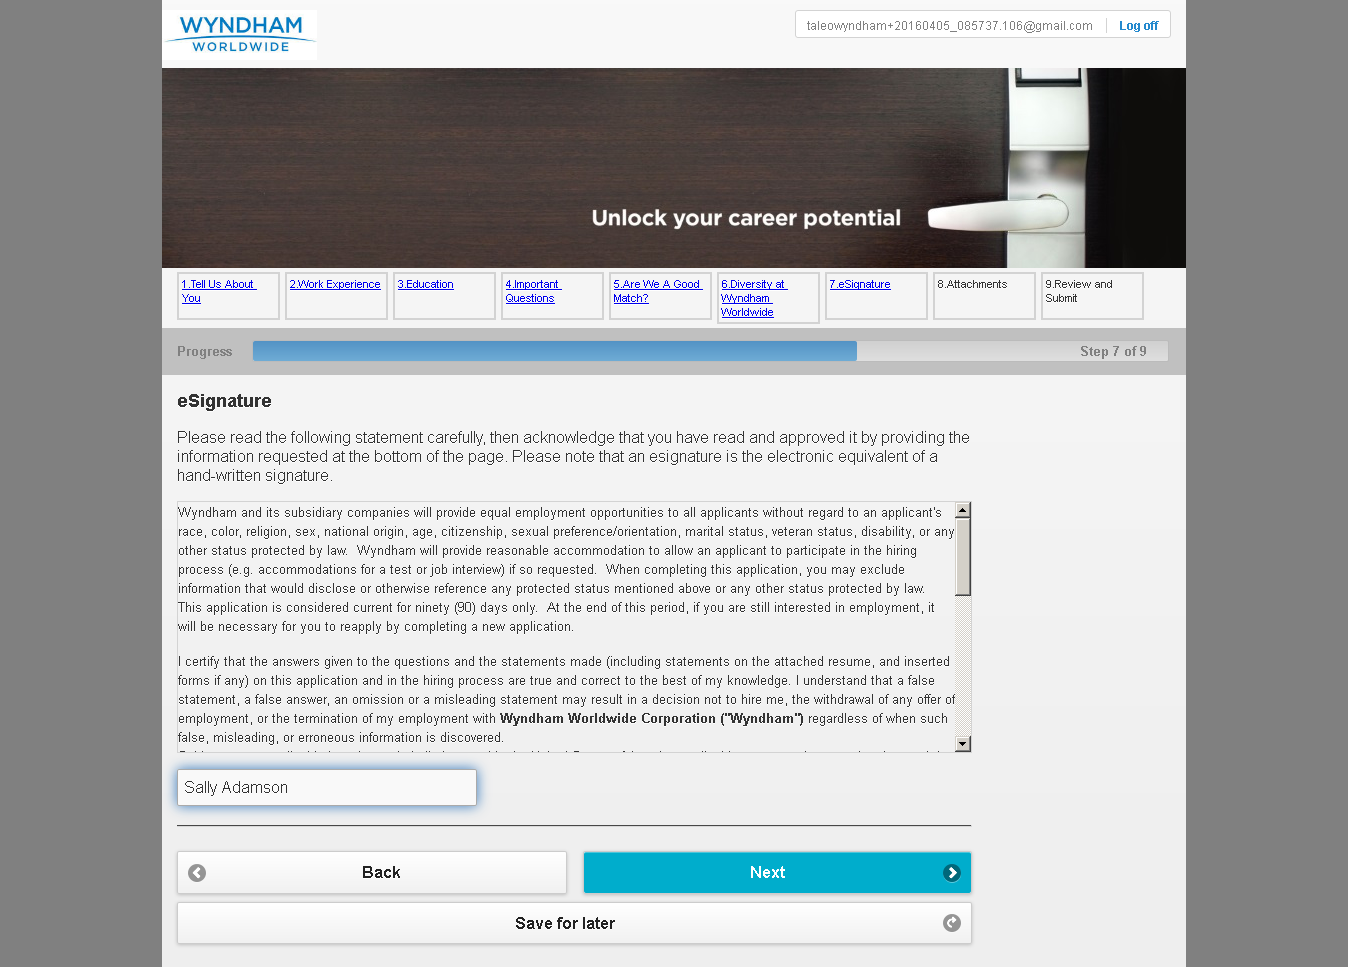 WYNDHAM
WORLDWIDE
taleowyndham+20160405_085737.106@gmail.com
Log off
Unlock your career potential
1.Tell Us About
You
2.Work Experience
3.Education
4.Important
Questions
5.Are We A Good
Match?
6.Diversity at
Wyndham
Worldwide
7.eSignature
8.Attachments
9.Review and
Submit
Progress
Step 7 of 9
eSignature
Please read the following statement carefully, then acknowledge that you have read and approved it by providing the
information requested at the bottom of the page. Please note that an esignature is the electronic equivalent of a
hand-written signature.
Wyndham and its subsidiary companies will provide equal employment opportunities to all applicants without regard to an applicant's
race, color, religion, sex, national origin, age, citizenship, sexual preference/orientation, marital status, veteran status, disability, or any
other status protected by law. Wyndham will provide reasonable accommodation to allow an applicant to participate in the hiring
process (e.g. accommodations for a test or job interview) if so requested. When completing this application, you may exclude
information that would disclose or otherwise reference any protected status mentioned above or any other status protected by law.
This application is considered current for ninety (90) days only. At the end of this period, if you are still interested in employment, it
will be necessary for you to reapply by completing a new application.
I certify that the answers given to the questions and the statements made (including statements on the attached resume, and inserted
forms if any) on this application and in the hiring process are true and correct to the best of my knowledge. I understand that a false
statement, a false answer, an omission or a misleading statement may result in a decision not to hire me, the withdrawal of any offer of
employment, or the termination of my employment with Wyndham Worldwide Corporation ("Wyndham") regardless of when such
false, misleading, or erroneous information is discovered.
Sally Adamson
Back
Next
Save for later